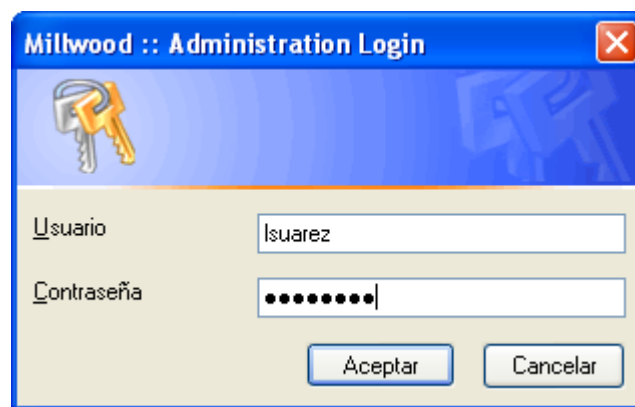 Millwood :: Administration Login
Usuario
lsuarez
Contraseña
●●●●●●●●
Aceptar
Cancelar